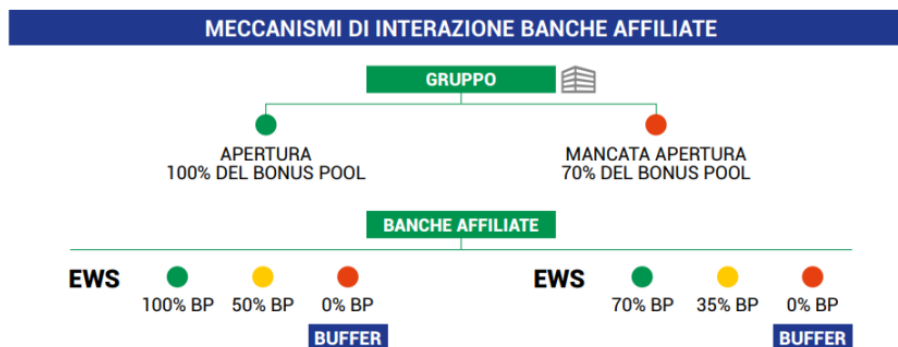 MECCANISMI DI INTERAZIONE BANCHE AFFILIATE
GRUPPO
APERTURA
100% DEL BONUS POOL
MANCATA APERTURA
70% DEL BONUS POOL
BANCHE AFFILIATE
EWS
100% BP 50% BP 0% BP
BUFFER
EWS
70% BP 35% BP 0% BP
BUFFER